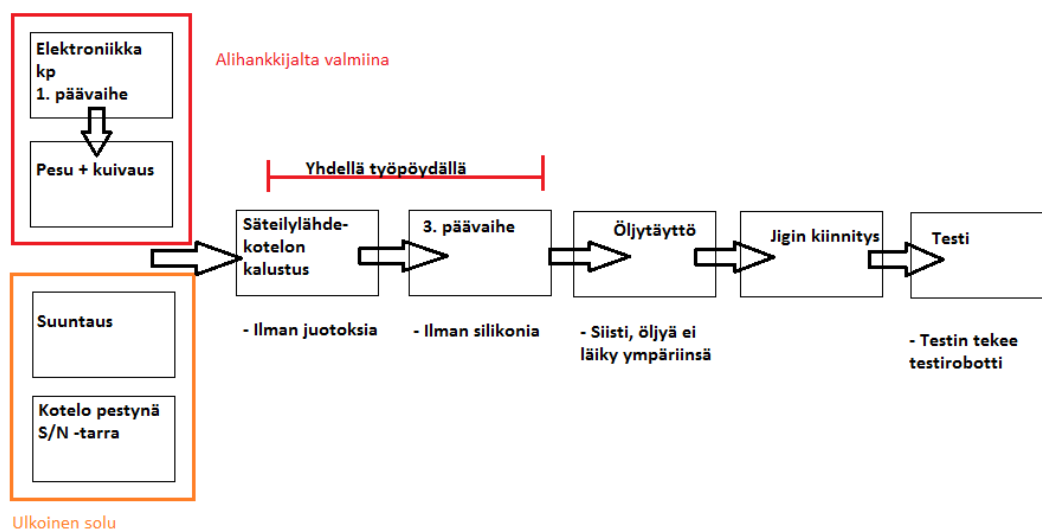 Elektroniikka
kp
1. päävaihe
Alihankkijalta valmiina
Pesu + kuivaus
Yhdellä työpöydällä
Säteilylähde-
kotelon
kalustus
3. päävaihe
Öljytäyttö
Jigin kiinnitys
Testi
- Ilman juotoksia
- Ilman silikonia
- Siisti, öljyä ei
läiky ympäriinsä
- Testin tekee
testirobotti
Suuntaus
Kotelo pestynä
S/N -tarra
Ulkoinen solu